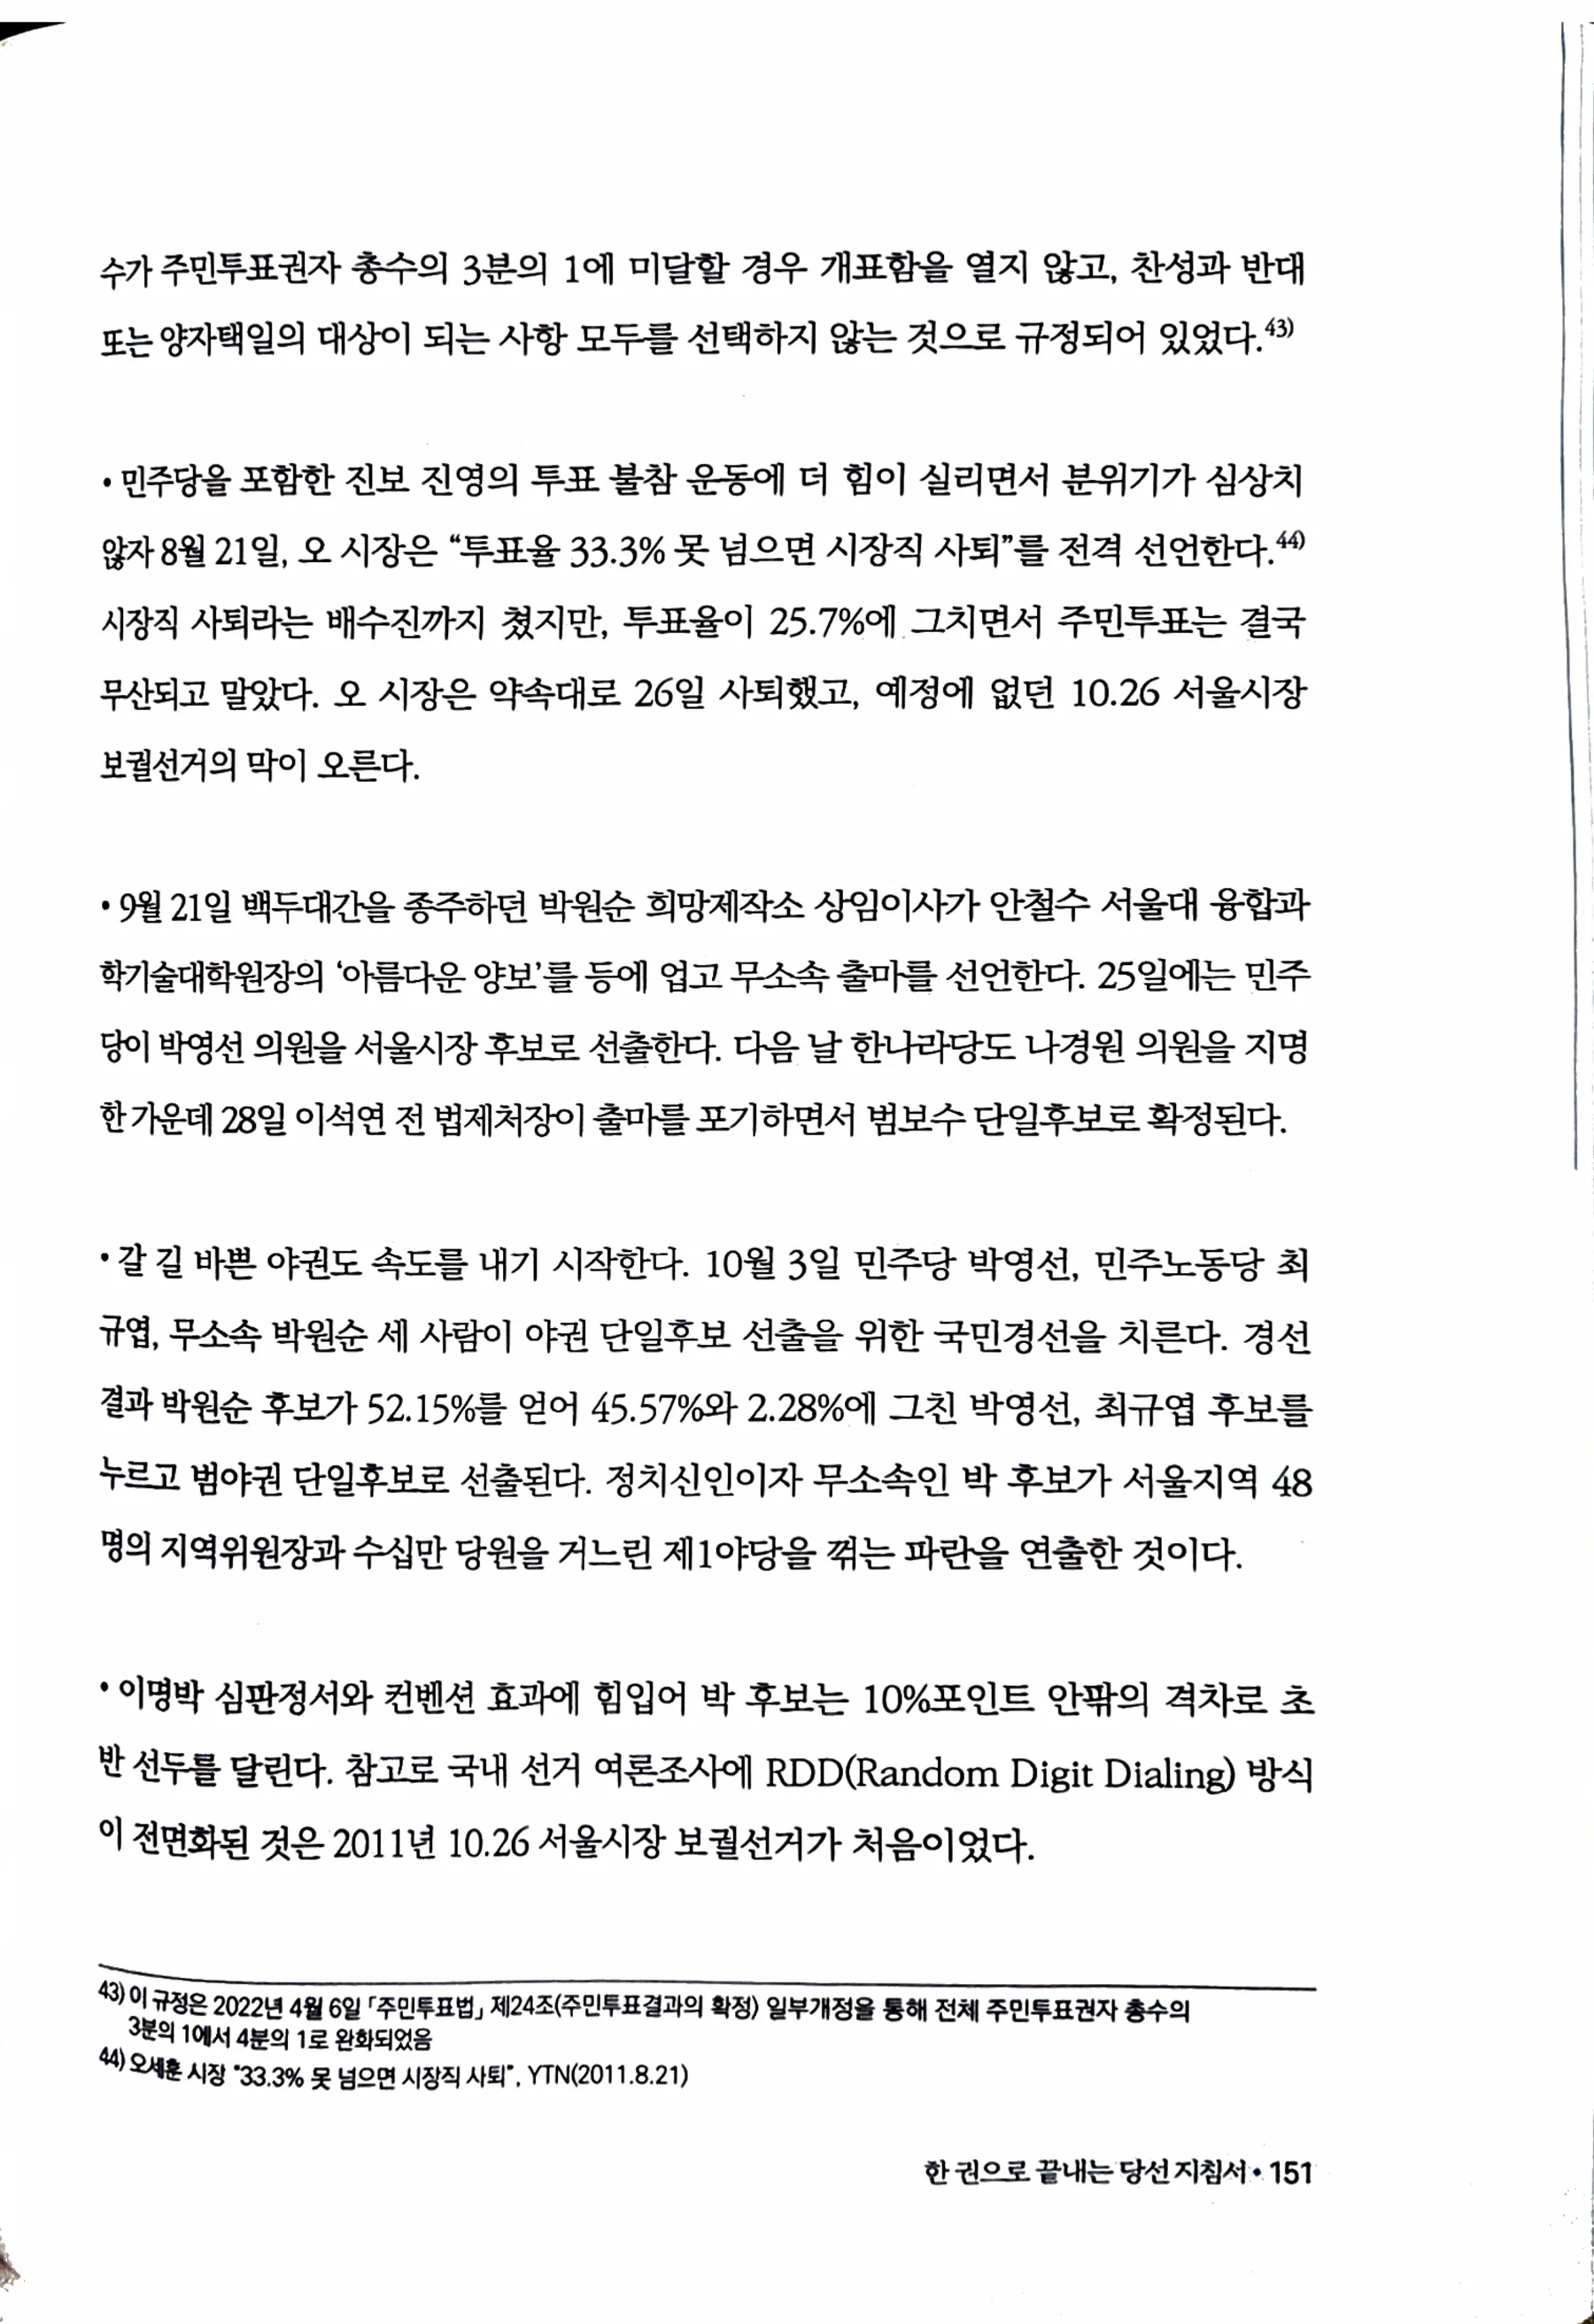 수가 주민투표권자 총수의 3분의 1에 미달할 경우 개표함을 열지 않고, 찬성과 반대
또는 양자택일의 대상이 되는 사항 모두를 선택하지 않는 것으로 규정되어 있었다.43)
• 민주당을 포함한 진보 진영의 투표 불참 운동에 더 힘이 실리면서 분위기가 심상치
않자 8월 21일, 오 시장은 “투표율 33.3% 못 넘으면 시장직 사퇴”를 전격 선언한다.44)
시장직 사퇴라는 배수진까지 쳤지만, 투표율이 25.7%에 그치면서 주민투표는 결국
무산되고 말았다. 오 시장은 약속대로 26일 사퇴했고, 예정에 없던 10.26 서울시장
보궐선거의 막이 오른다.
• 9월 21일 백두대간을 종주하던 박원순 희망제작소 상임이사가 안철수 서울대 융합과
학기술대학원장의 ‘아름다운 양보’를 등에 업고 무소속 출마를 선언한다. 25일에는 민주
당이 박영선 의원을 서울시장 후보로 선출한다. 다음 날 한나라당도 나경원 의원을 지명
한 가운데 28일 이석연 전 법제처장이 출마를 포기하면서 범보수 단일후보로 확정된다.
• 갈 길 바쁜 야권도 속도를 내기 시작한다. 10월 3일 민주당 박영선, 민주노동당 최
규엽, 무소속 박원순 세 사람이 야권 단일후보 선출을 위한 국민경선을 치른다. 경선
결과 박원순 후보가 52.15%를 얻어 45.57%와 2.28%에 그친 박영선, 최규엽 후보를
누르고 범야권 단일후보로 선출된다. 정치신인이자 무소속인 박 후보가 서울지역 48
명의 지역위원장과 수십만 당원을 거느린 제1야당을 꺾는 파란을 연출한 것이다.
• 이명박 심판정서와 컨벤션 효과에 힘입어 박 후보는 10%포인트 안팎의 격차로 초
반 선두를 달린다. 참고로 국내 선거 여론조사에 RDD(Random Digit Dialing) 방식
이 전면화된 것은 2011년 10.26 서울시장 보궐선거가 처음이었다.
43) 이 규정은 2022년 4월 6일 「주민투표법」 제24조(주민투표결과의 확정) 일부개정을 통해 전체 주민투표권자 총수의
3분의 1에서 4분의 1로 완화되었음
44) 오세훈 시장 "33.3% 못 넘으면 시장직 사퇴", YTN(2011.8.21)
한 권으로 끝내는 당선 지침서 • 151